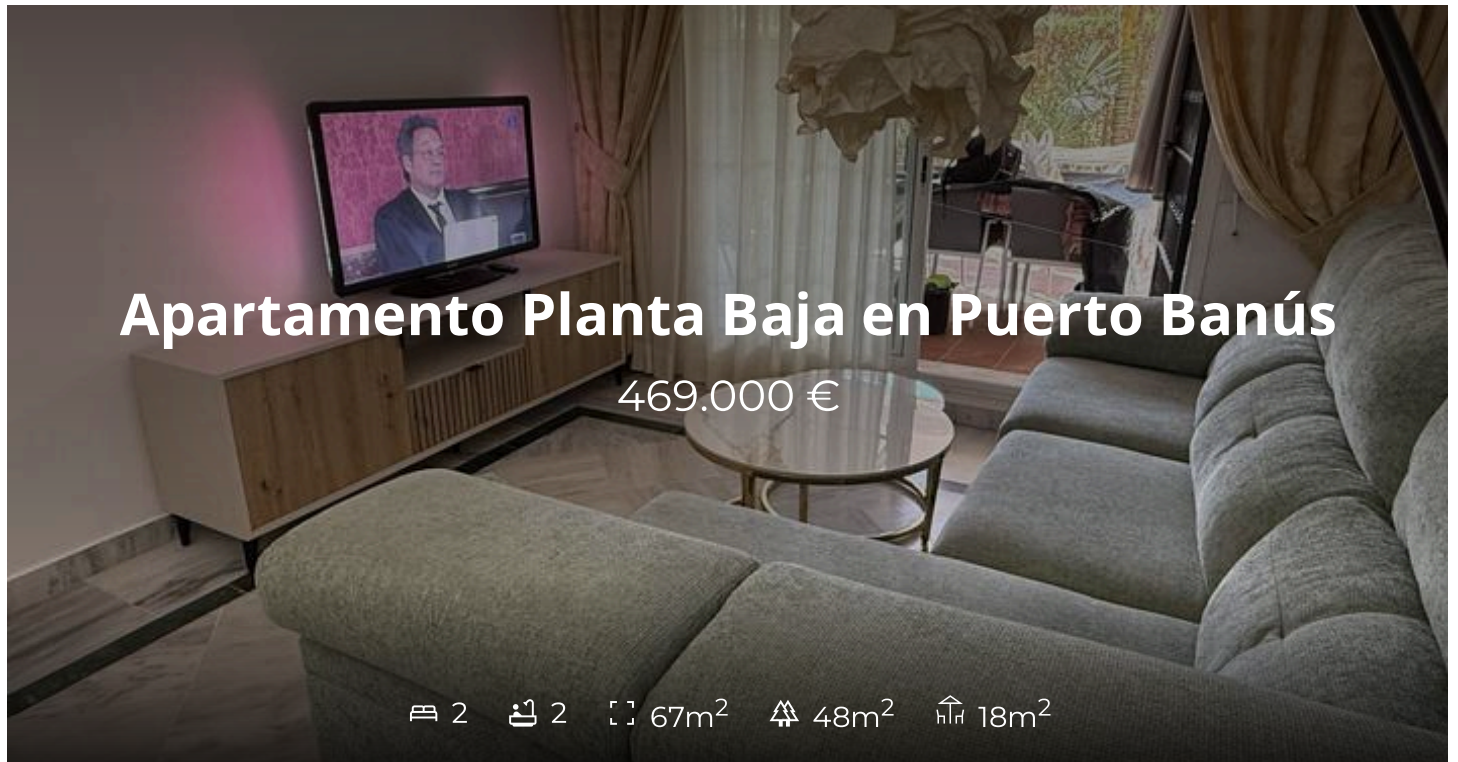 Apartamento Planta Baja en Puerto Banús
469.000 €
2 2 67m² 48m² 18m²